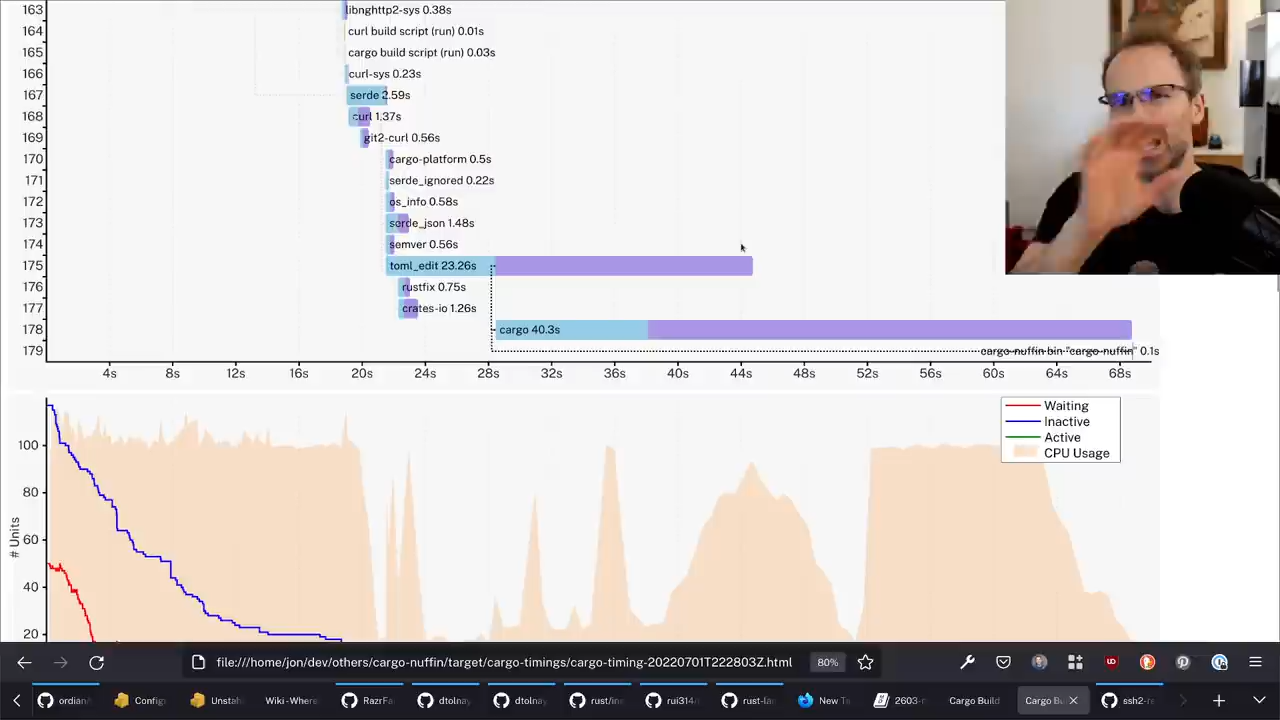 163 libnghttp2-sys 0.38s
164 curl build script (run) 0.01s
165 cargo build script (run) 0.03s
166 curl-sys 0.23s
167 serde 2.59s
168 curl 1.37s
169 git2-curl 0.56s
170 cargo-platform 0.5s
171 serde_ignored 0.22s
172 os_info 0.58s
173 serde_json 1.48s
174 semver 0.56s
175 toml_edit 23.26s
176 rustfix 0.75s
177 crates-io 1.26s
178 cargo 40.3s
179 cargo-nuffin bin "cargo-nuffin" 0.1s
4s 8s 12s 16s 20s 24s 28s 32s 36s 40s 44s 48s 52s 56s 60s 64s 68s
Waiting
Inactive
Active
CPU Usage
# Units
100
80
60
40
20
file:///home/jon/dev/others/cargo-nuffin/target/cargo-timings/cargo-timing-20220701T222803Z.html 80%
ordian/ Config Unstab Wiki - Where RazrFa dtolnay dtolnay rust/ins rui314/ rust-lan New Ta 2603-r Cargo Build Cargo Bu ssh2-re